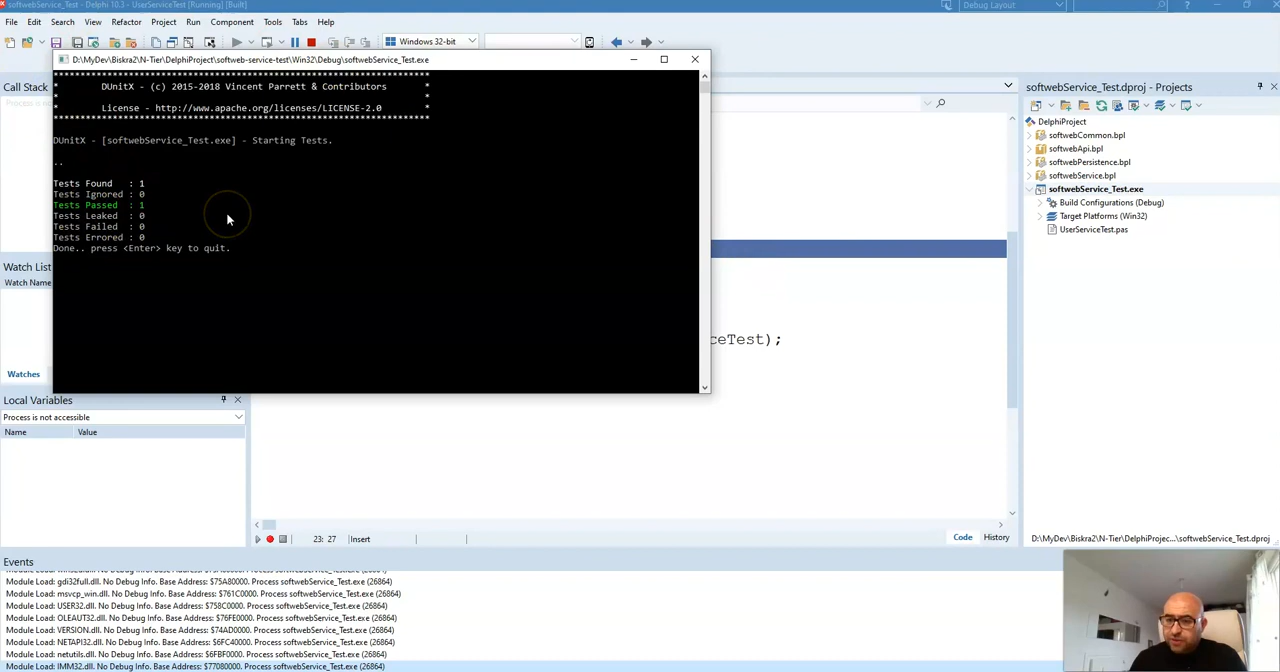 softwebService_Test - Delphi 10.3 - UserServiceTest [Running] [Built]
Debug Layout
File Edit Search View Refactor Project Run Component Tools Tabs Help
Windows 32-bit
D:\MyDev\Biskra2\N-Tier\DelphiProject\softweb-service-test\Win32\Debug\softwebService_Test.exe
**********************************************************************
* DUnitX - (c) 2015-2018 Vincent Parrett & Contributors *
* *
* License - http://www.apache.org/licenses/LICENSE-2.0 *
**********************************************************************
DUnitX - [softwebService_Test.exe] - Starting Tests.
..
Tests Found : 1
Tests Ignored : 0
Tests Passed : 1
Tests Leaked : 0
Tests Failed : 0
Tests Errored : 0
Done.. press <Enter> key to quit.
Call Stack
Watch List
Watch Name
Watches
Local Variables
Process is not accessible
Name Value
ceTest);
23: 27 Insert
Code History
softwebService_Test.dproj - Projects
DelphiProject
softwebCommon.bpl
softwebApi.bpl
softwebPersistence.bpl
softwebService.bpl
softwebService_Test.exe
Build Configurations (Debug)
Target Platforms (Win32)
UserServiceTest.pas
D:\MyDev\Biskra2\N-Tier\DelphiProjec...\softwebService_Test.dproj
Events
Module Load: gdi32full.dll. No Debug Info. Base Address: $75A80000. Process softwebService_Test.exe (26864)
Module Load: msvcp_win.dll. No Debug Info. Base Address: $761C0000. Process softwebService_Test.exe (26864)
Module Load: USER32.dll. No Debug Info. Base Address: $758C0000. Process softwebService_Test.exe (26864)
Module Load: OLEAUT32.dll. No Debug Info. Base Address: $76FE0000. Process softwebService_Test.exe (26864)
Module Load: VERSION.dll. No Debug Info. Base Address: $74AD0000. Process softwebService_Test.exe (26864)
Module Load: NETAPI32.dll. No Debug Info. Base Address: $6FC40000. Process softwebService_Test.exe (26864)
Module Load: netutils.dll. No Debug Info. Base Address: $6FBF0000. Process softwebService_Test.exe (26864)
Module Load: IMM32.dll. No Debug Info. Base Address: $77080000. Process softwebService_Test.exe (26864)